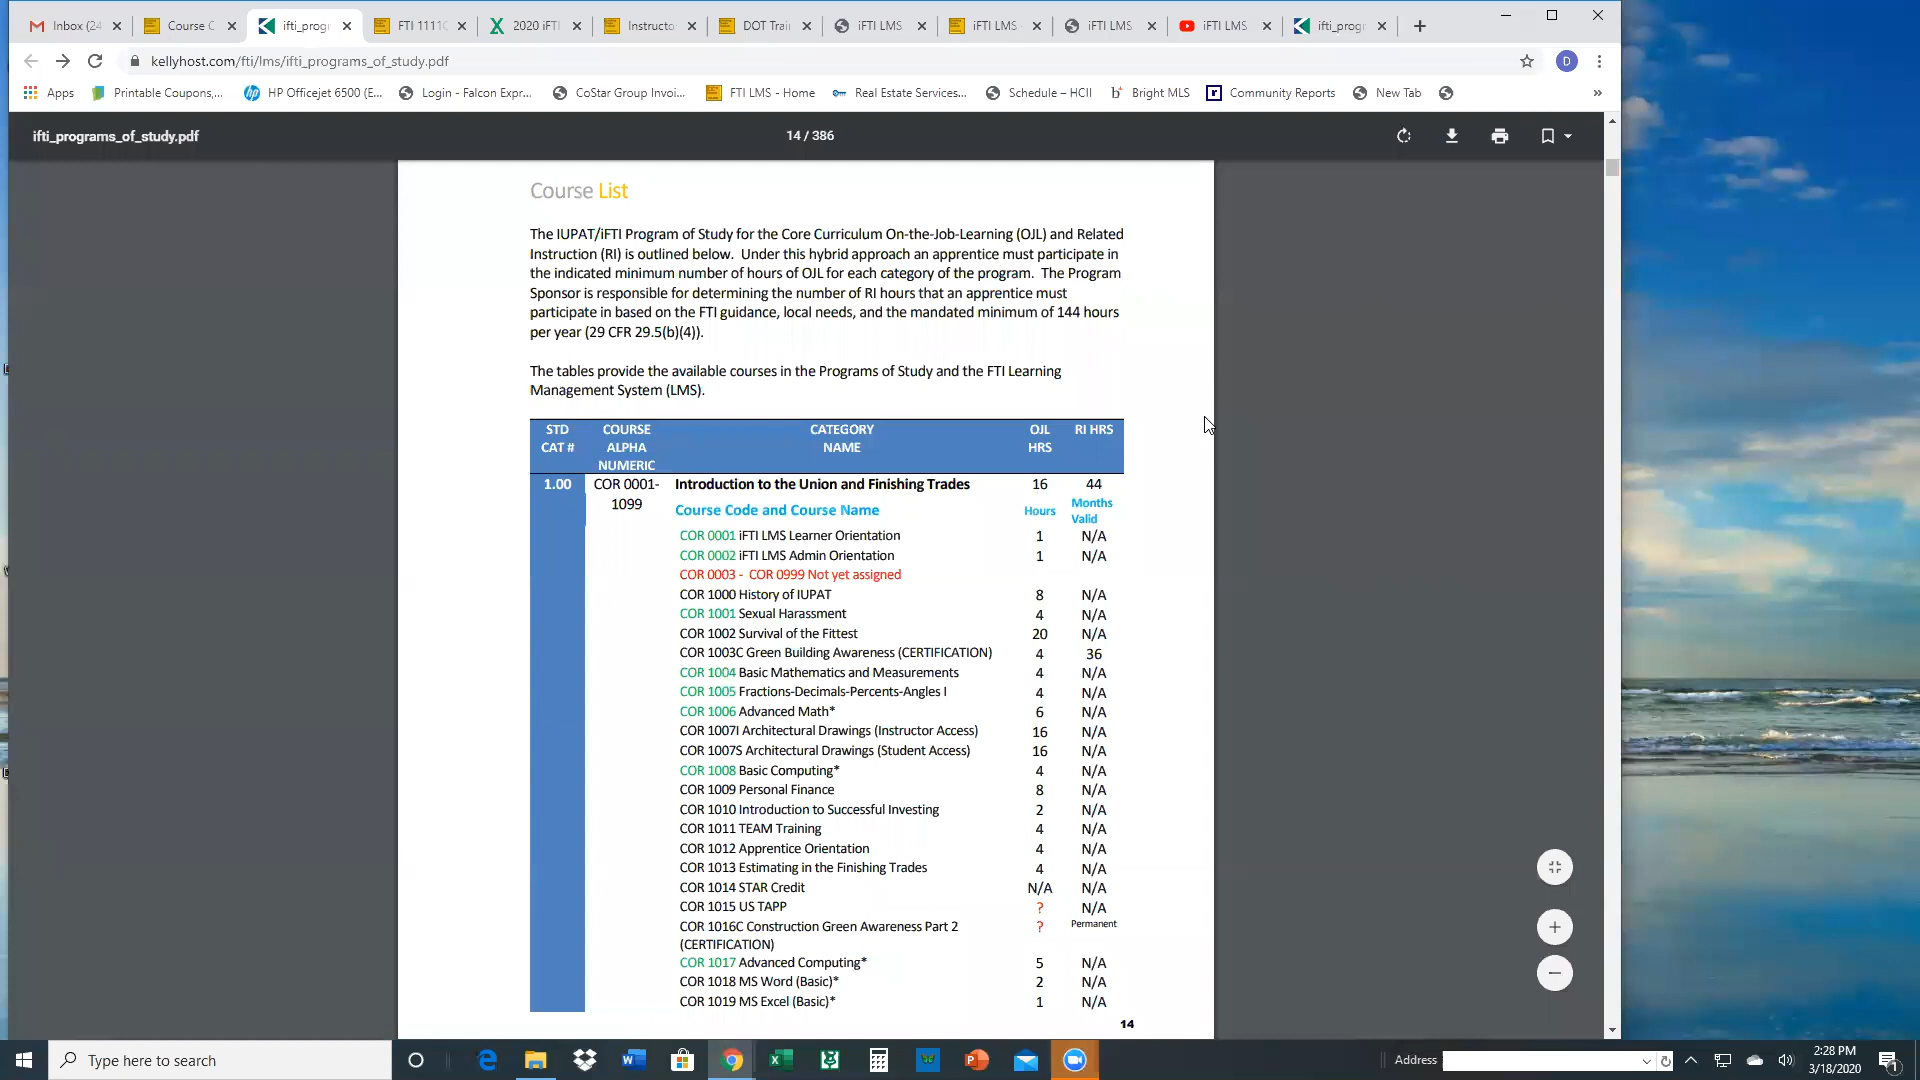 Inbox (24
Course C
ifti_progr
FTI 1111C
2020 iFTI
Instructo
DOT Trai
iFTI LMS
iFTI LMS
iFTI LMS
iFTI LMS
ifti_progr
kellyhost.com/fti/lms/ifti_programs_of_study.pdf
D
Apps
Printable Coupons,...
HP Officejet 6500 (E...
Login - Falcon Expr...
CoStar Group Invoi...
FTI LMS - Home
Real Estate Services...
Schedule – HCII
Bright MLS
Community Reports
New Tab
ifti_programs_of_study.pdf
14 / 386
Course List
The IUPAT/iFTI Program of Study for the Core Curriculum On-the-Job-Learning (OJL) and Related
Instruction (RI) is outlined below. Under this hybrid approach an apprentice must participate in
the indicated minimum number of hours of OJL for each category of the program. The Program
Sponsor is responsible for determining the number of RI hours that an apprentice must
participate in based on the FTI guidance, local needs, and the mandated minimum of 144 hours
per year (29 CFR 29.5(b)(4)).
The tables provide the available courses in the Programs of Study and the FTI Learning
Management System (LMS).
STD CAT # COURSE ALPHA NUMERIC CATEGORY NAME OJL HRS RI HRS
1.00 COR 0001-1099 Introduction to the Union and Finishing Trades 16 44
Course Code and Course Name Hours Months Valid
COR 0001 iFTI LMS Learner Orientation 1 N/A
COR 0002 iFTI LMS Admin Orientation 1 N/A
COR 0003 - COR 0999 Not yet assigned
COR 1000 History of IUPAT 8 N/A
COR 1001 Sexual Harassment 4 N/A
COR 1002 Survival of the Fittest 20 N/A
COR 1003C Green Building Awareness (CERTIFICATION) 4 36
COR 1004 Basic Mathematics and Measurements 4 N/A
COR 1005 Fractions-Decimals-Percents-Angles I 4 N/A
COR 1006 Advanced Math* 6 N/A
COR 1007I Architectural Drawings (Instructor Access) 16 N/A
COR 1007S Architectural Drawings (Student Access) 16 N/A
COR 1008 Basic Computing* 4 N/A
COR 1009 Personal Finance 8 N/A
COR 1010 Introduction to Successful Investing 2 N/A
COR 1011 TEAM Training 4 N/A
COR 1012 Apprentice Orientation 4 N/A
COR 1013 Estimating in the Finishing Trades 4 N/A
COR 1014 STAR Credit N/A N/A
COR 1015 US TAPP ? N/A
COR 1016C Construction Green Awareness Part 2 ? Permanent
(CERTIFICATION)
COR 1017 Advanced Computing* 5 N/A
COR 1018 MS Word (Basic)* 2 N/A
COR 1019 MS Excel (Basic)* 1 N/A
14
Type here to search
Address
2:28 PM
3/18/2020
1